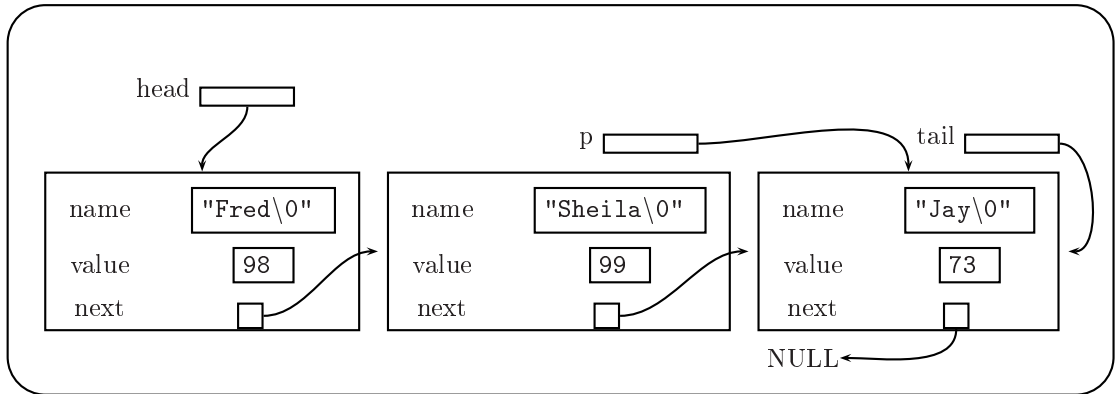 head
p
tail
name "Fred\0"
value 98
next
name "Sheila\0"
value 99
next
name "Jay\0"
value 73
next
NULL